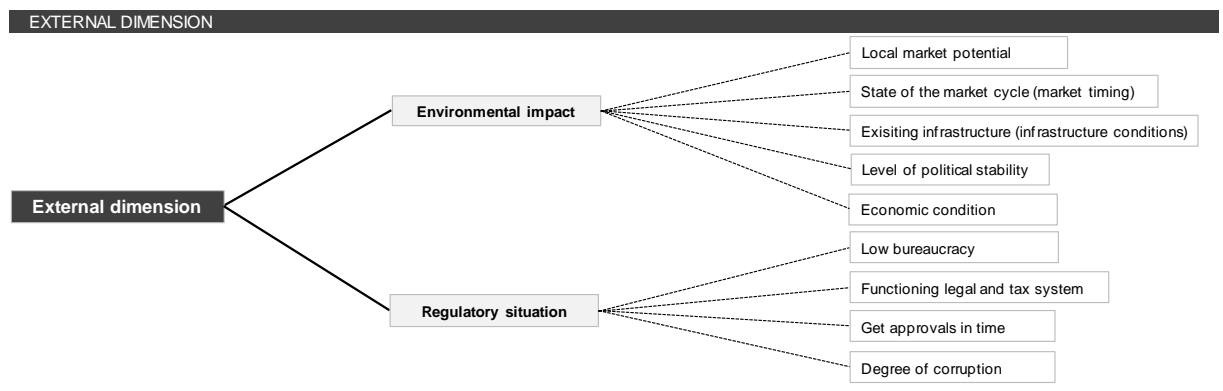 EXTERNAL DIMENSION
Local market potential
State of the market cycle (market timing)
Environmental impact
Exisiting infrastructure (infrastructure conditions)
Level of political stability
External dimension
Economic condition
Low bureaucracy
Functioning legal and tax system
Regulatory situation
Get approvals in time
Degree of corruption